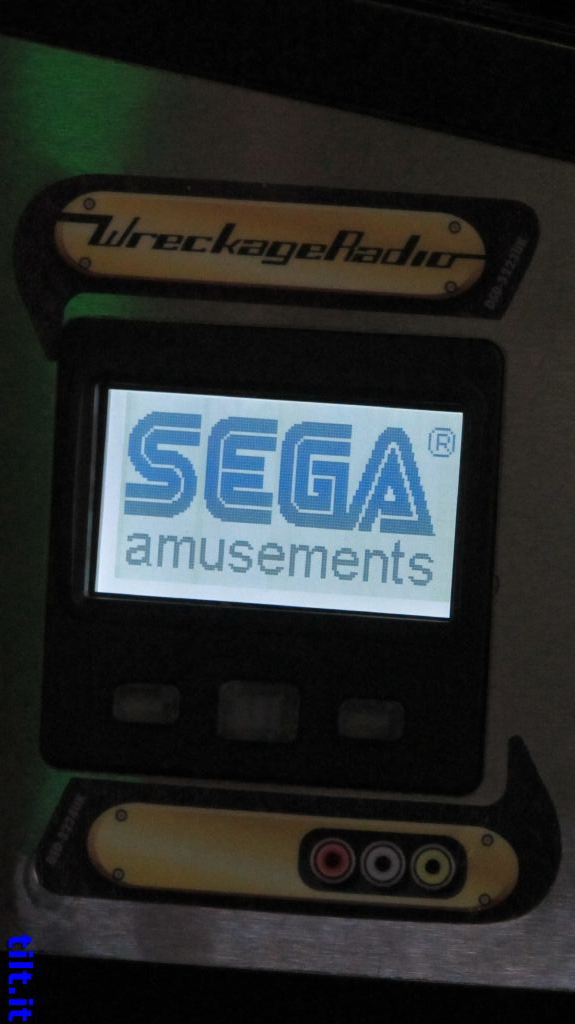 WreckageRadio
SEGA®
amusements
tilt.it